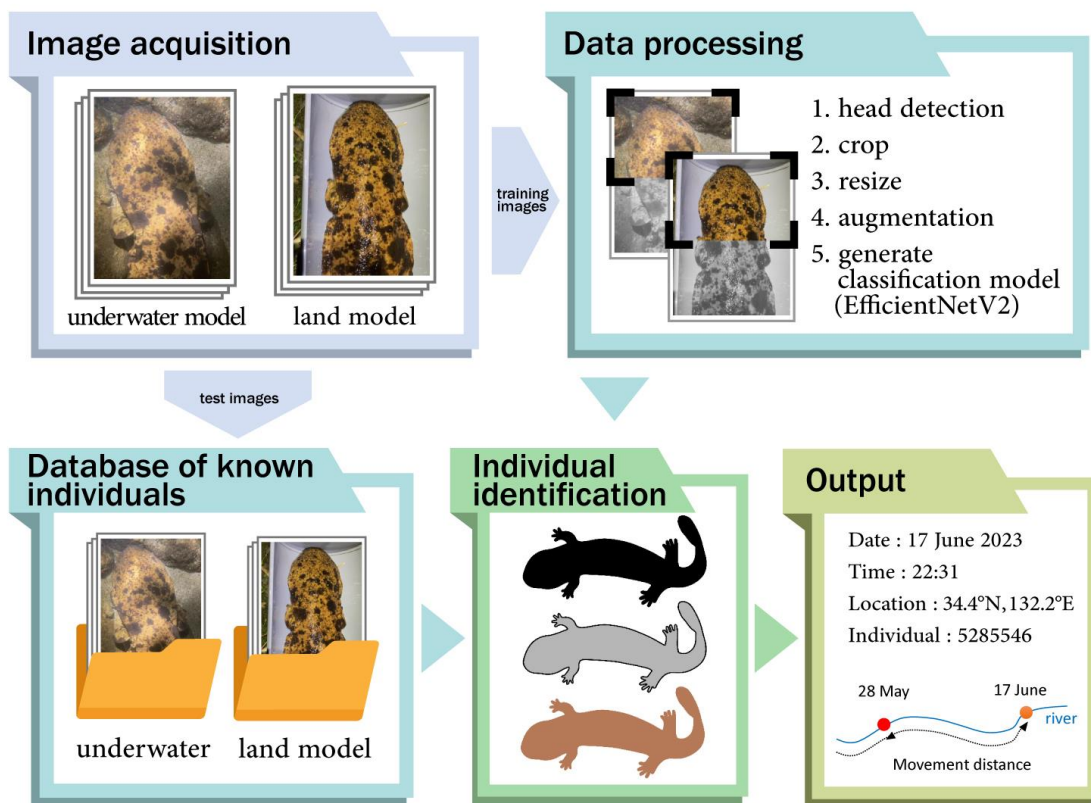 Image acquisition
underwater model
land model
training
images
Data processing
1. head detection
2. crop
3. resize
4. augmentation
5. generate
classification model
(EfficientNetV2)
test images
Database of known
individuals
underwater
land model
Individual
identification
Output
Date : 17 June 2023
Time : 22:31
Location : 34.4ºN,132.2ºE
Individual : 5285546
28 May
17 June
river
Movement distance